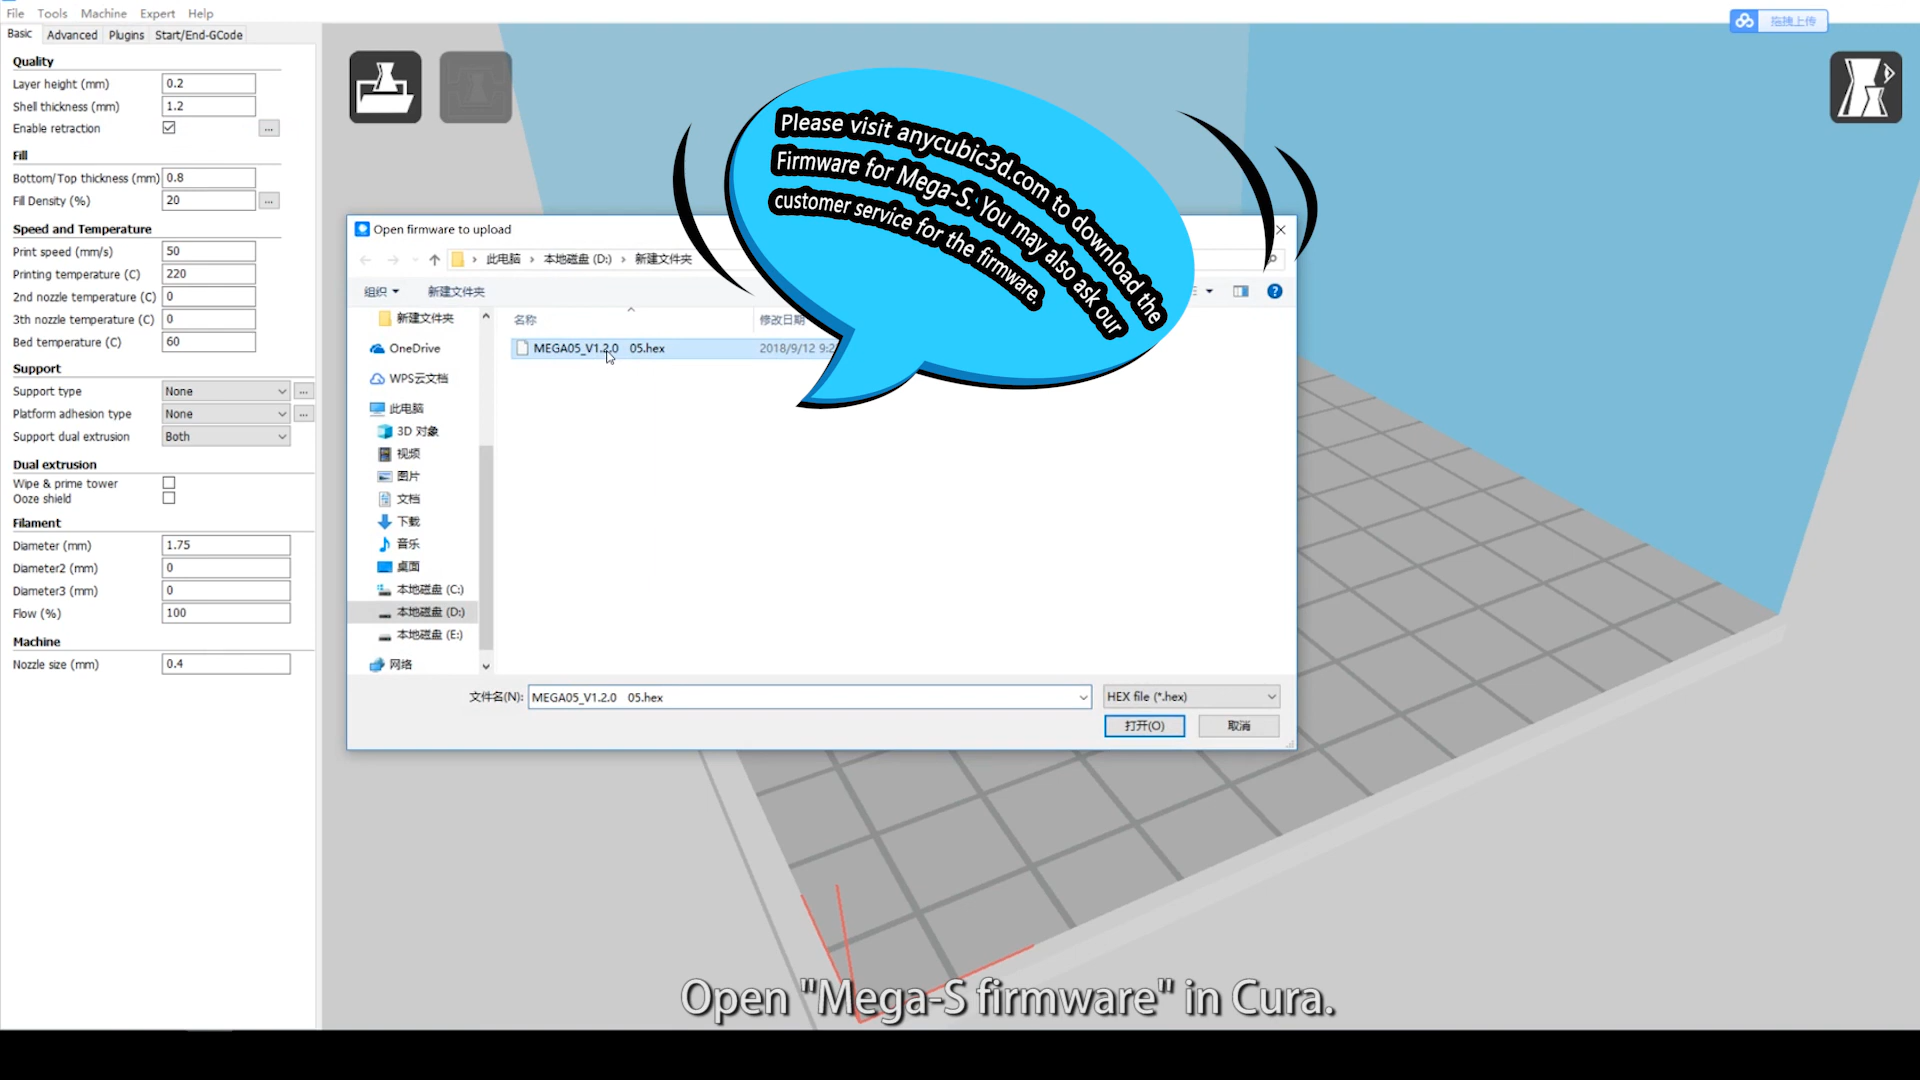 File Tools Machine Expert Help
拖拽上传
Basic Advanced Plugins Start/End-GCode
Quality
Layer height (mm) 0.2
Shell thickness (mm) 1.2
Enable retraction ...
Fill
Bottom/Top thickness (mm) 0.8
Fill Density (%) 20 ...
Speed and Temperature
Print speed (mm/s) 50
Printing temperature (C) 220
2nd nozzle temperature (C) 0
3th nozzle temperature (C) 0
Bed temperature (C) 60
Support
Support type None ...
Platform adhesion type None ...
Support dual extrusion Both
Dual extrusion
Wipe & prime tower
Ooze shield
Filament
Diameter (mm) 1.75
Diameter2 (mm) 0
Diameter3 (mm) 0
Flow (%) 100
Machine
Nozzle size (mm) 0.4
Please visit anycubic3d.com to download the
Firmware for Mega-S. You may also ask our
customer service for the firmware.
Open firmware to upload
此电脑 › 本地磁盘 (D:) › 新建文件夹
组织 新建文件夹
名称 修改日期
MEGA05_V1.2.0 05.hex 2018/9/12 9:2
新建文件夹
OneDrive
WPS云文档
此电脑
3D 对象
视频
图片
文档
下载
音乐
桌面
本地磁盘 (C:)
本地磁盘 (D:)
本地磁盘 (E:)
网络
文件名(N): MEGA05_V1.2.0 05.hex HEX file (*.hex)
打开(O) 取消
Open "Mega-S firmware" in Cura.